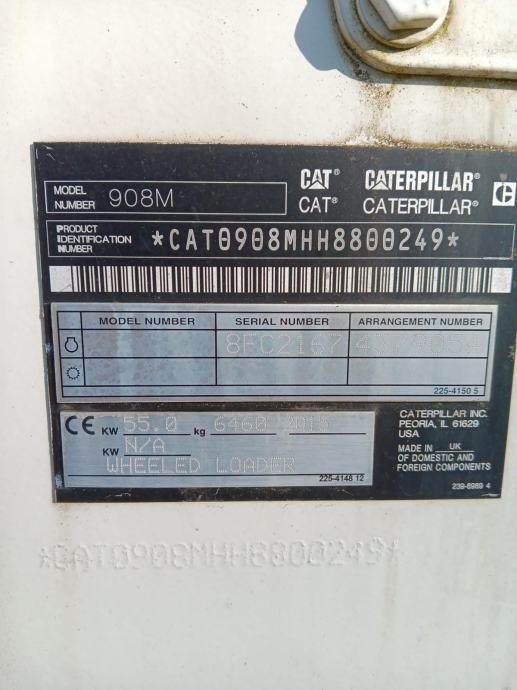 CAT® CATERPILLAR®
MODEL NUMBER 908M CAT® CATERPILLAR®
PRODUCT IDENTIFICATION NUMBER *CAT0908MHH8800249*
MODEL NUMBER SERIAL NUMBER ARRANGEMENT NUMBER
8FC2167
225-4150 5
CE KW 55.0 kg 6460
KW N/A
WHEELED LOADER
225-4148 12
CATERPILLAR INC.
PEORIA, IL 61629
USA
MADE IN UK
OF DOMESTIC AND
FOREIGN COMPONENTS
239-6989 4
*CAT0908MHH8800249*